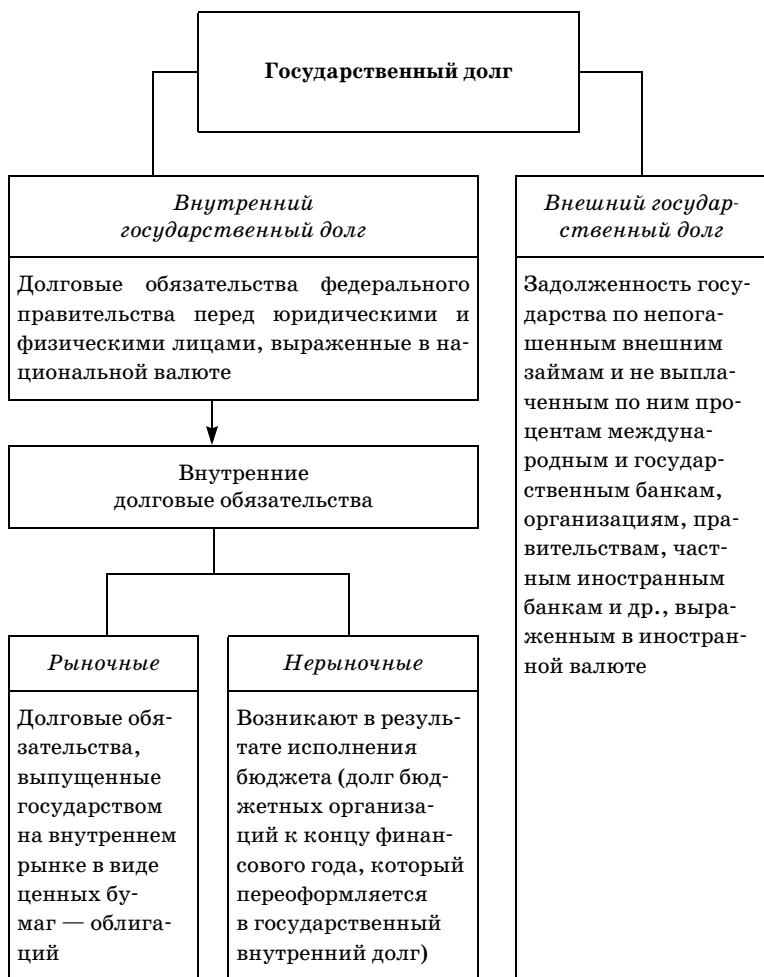 Государственный долг
Внутренний
государственный долг
Долговые обязательства федерального
правительства перед юридическими и
физическими лицами, выраженные в на-
циональной валюте
Внутренние
долговые обязательства
Рыночные
Долговые обя-
зательства,
выпущенные
государством
на внутреннем
рынке в виде
ценных бу-
маг — облига-
ций
Нерыночные
Возникают в резуль-
тате исполнения
бюджета (долг бюд-
жетных организа-
ций к концу финан-
сового года, который
переоформляется
в государственный
внутренний долг)
Внешний государ-
ственный долг
Задолженность госу-
дарства по непога-
шенным внешним
займам и не выпла-
ченным по ним про-
центам междуна-
родным и государ-
ственным банкам,
организациям, пра-
вительствам, част-
ным иностранным
банкам и др., выра-
женным в иностран-
ной валюте